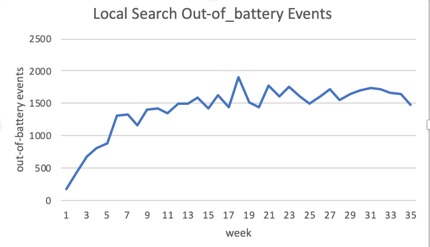 Local Search Out-of_battery Events
2500
2000
1500
1000
500
0
out-of-battery events
1 3 5 7 9 11 13 15 17 19 21 23 25 27 29 31 33 35
week